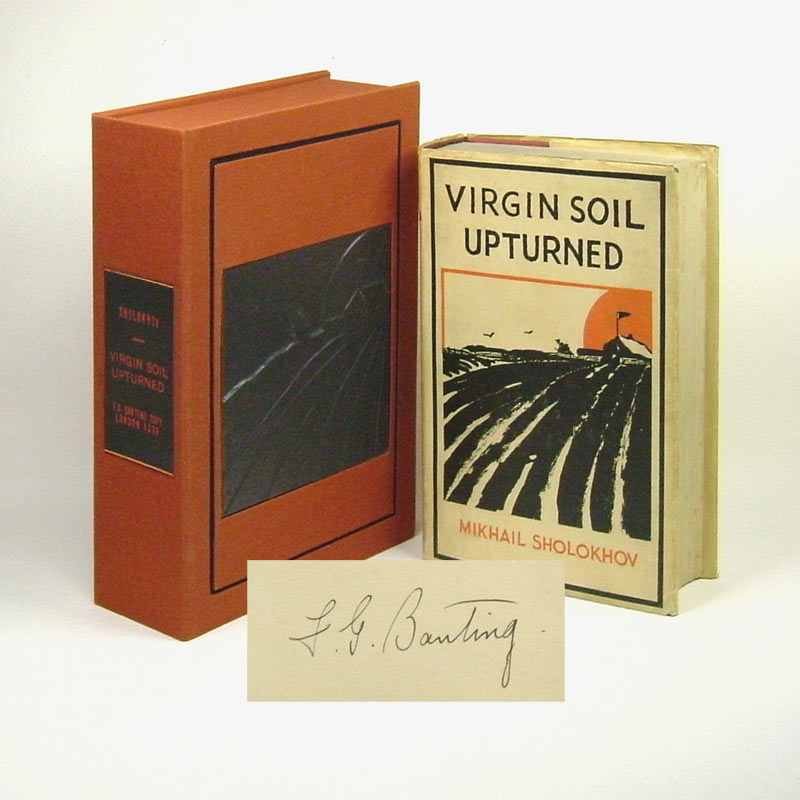 SHOLOKHOV
VIRGIN SOIL
UPTURNED
F.G. BANTING COPY
LONDON 1935
VIRGIN SOIL
UPTURNED
MIKHAIL SHOLOKHOV
F. G. Banting.